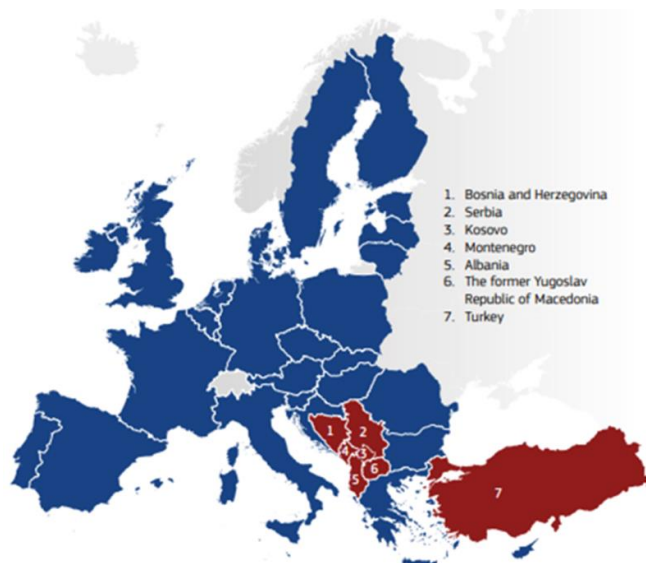 1. Bosnia and Herzegovina
2. Serbia
3. Kosovo
4. Montenegro
5. Albania
6. The former Yugoslav
Republic of Macedonia
7. Turkey
1
2
4
3
6
5
7